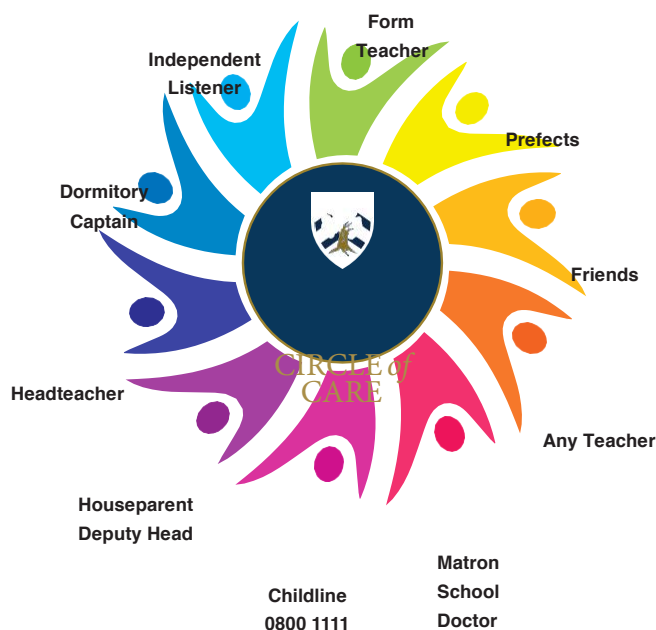 Form
Teacher
Independent
Listener
Prefects
Dormitory
Captain
Friends
CIRCLE of
CARE
Headteacher
Any Teacher
Houseparent
Deputy Head
Matron
School
Doctor
Childline
0800 1111